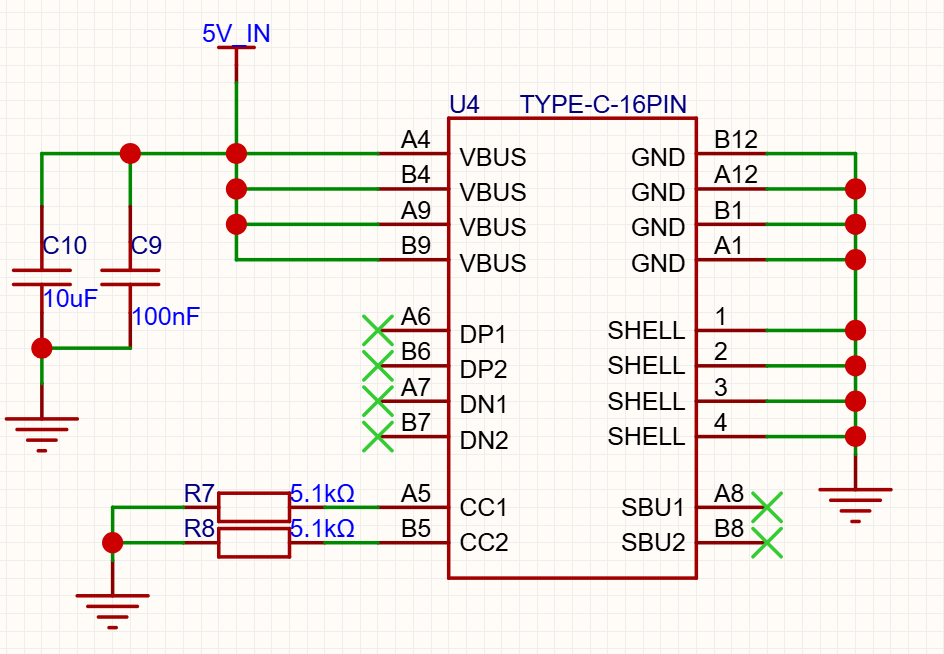 5V_IN
U4 TYPE-C-16PIN
A4 VBUS GND B12
B4 VBUS GND A12
A9 VBUS GND B1
B9 VBUS GND A1
C10 C9
10uF
100nF
A6 DP1 SHELL 1
B6 DP2 SHELL 2
A7 DN1 SHELL 3
B7 DN2 SHELL 4
R7 5.1kΩ A5 CC1 SBU1 A8
R8 5.1kΩ B5 CC2 SBU2 B8